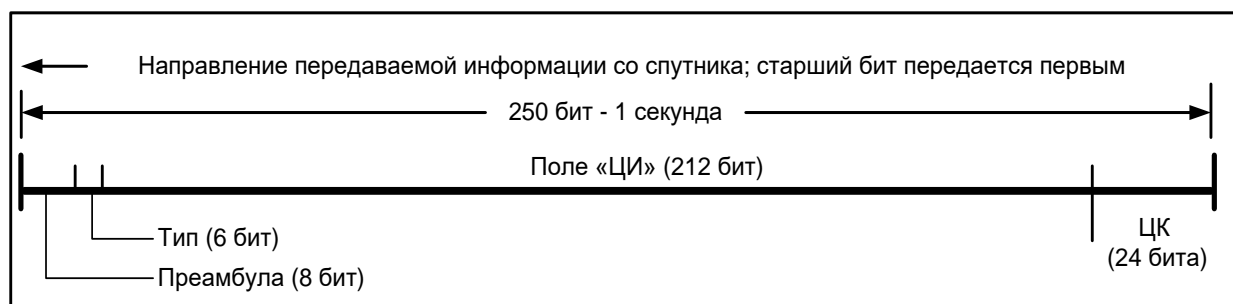 Направление передаваемой информации со спутника; старший бит передается первым
250 бит - 1 секунда
Поле «ЦИ» (212 бит)
Тип (6 бит)
Преамбула (8 бит)
ЦК
(24 бита)